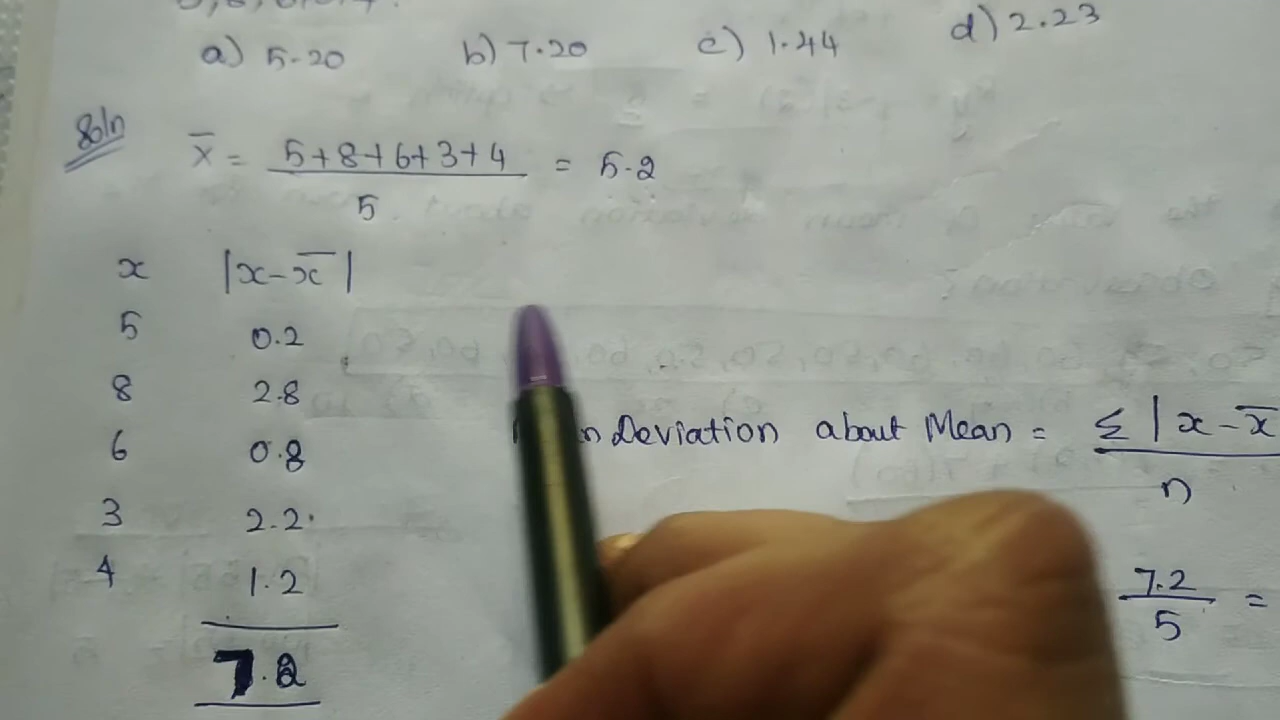 a) 5.20 b) 7.20 c) 1.44 d) 2.23
Soln
x̄ = 5+8+6+3+4 / 5 = 5.2
x |x-x̄|
5 0.2
8 2.8
6 0.8
3 2.2
4 1.2
7.2
n Deviation about Mean = Σ|x-x̄
n
7.2 / 5 =